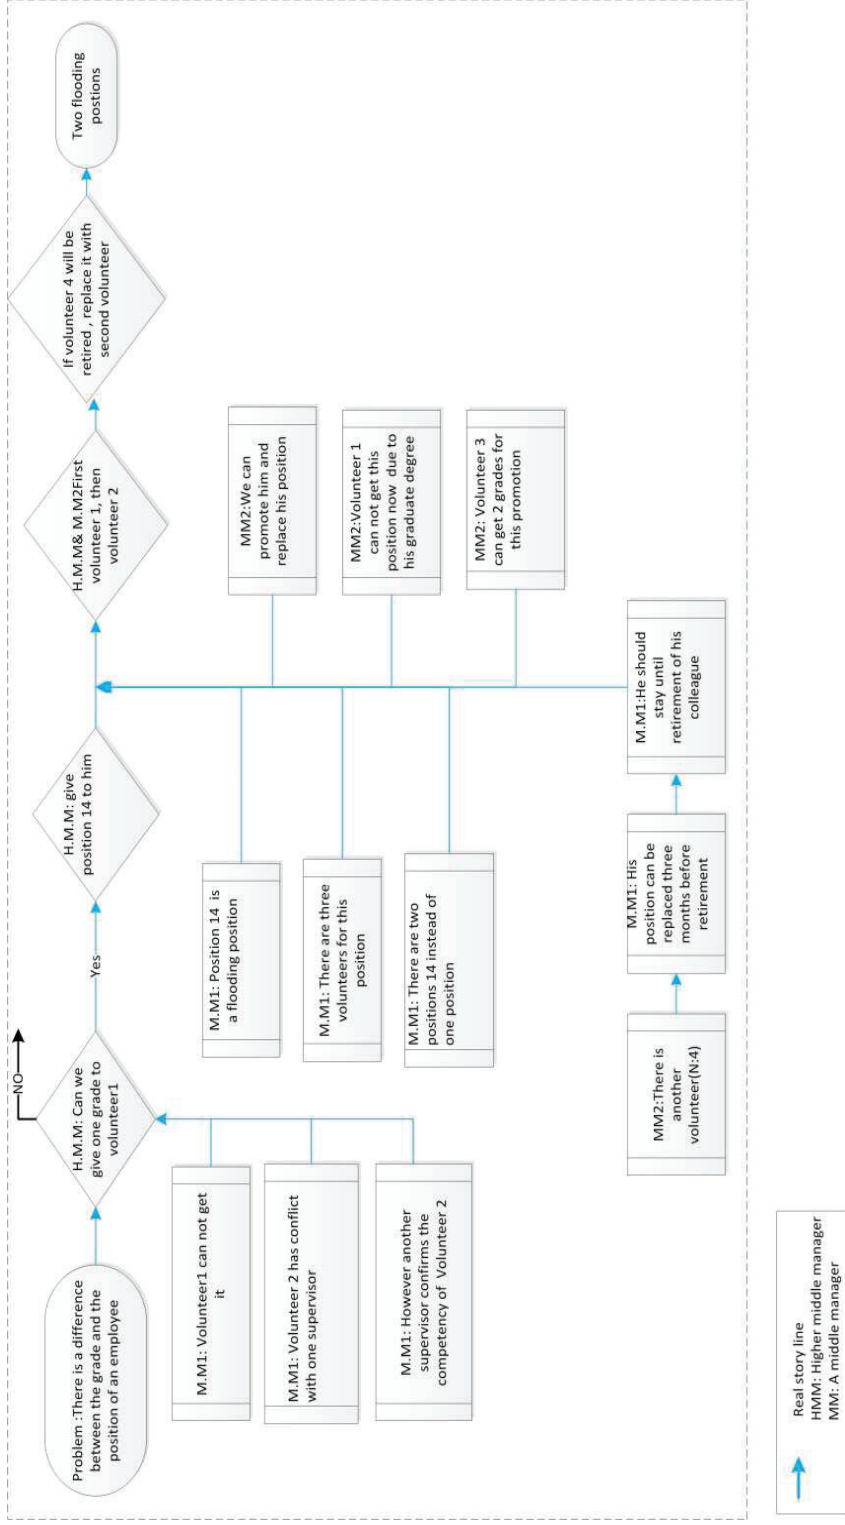 Problem :There is a difference
between the grade and the
position of an employee
H.M.M: Can we
give one grade to
volunteer1
NO
Yes
H.M.M: give
position 14 to him
H.M.M& M.M2First
volunteer 1, then
volunteer 2
If volunteer 4 will be
retired , replace it with
second volunteer
Two flooding
postions
M.M1: Volunteer1 can not get
it
M.M1: Volunteer 2 has conflict
with one supervisor
M.M1: However another
supervisor confirms the
competency of Volunteer 2
M.M1: Position 14 is
a flooding position
M.M1: There are three
volunteers for this
position
M.M1: There are two
positions 14 instead of
one position
MM2:We can
promote him and
replace his position
MM2:Volunteer 1
can not get this
position now due to
his graduate degree
MM2: Volunteer 3
can get 2 grades for
this promotion
MM2:There is
another
volunteer(N:4)
M.M1: His
position can be
replaced three
months before
retirement
M.M1:He should
stay until
retirement of his
colleague
Real story line
HMM: Higher middle manager
MM: A middle manager